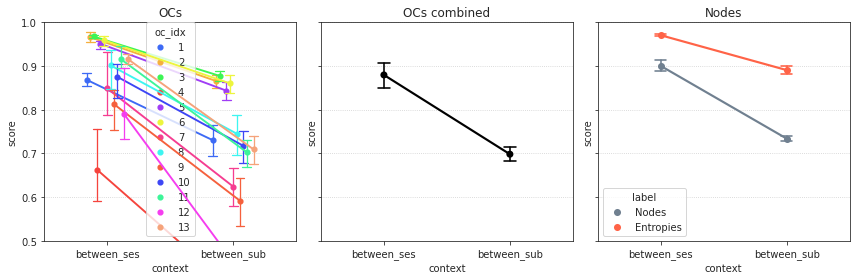 OCs
1.0
0.9
0.8
0.7
0.6
0.5
score
between_ses
between_sub
context
oc_idx
1
2
3
4
5
6
7
8
9
10
11
12
13
OCs combined
score
between_ses
between_sub
context
Nodes
score
between_ses
between_sub
context
label
Nodes
Entropies